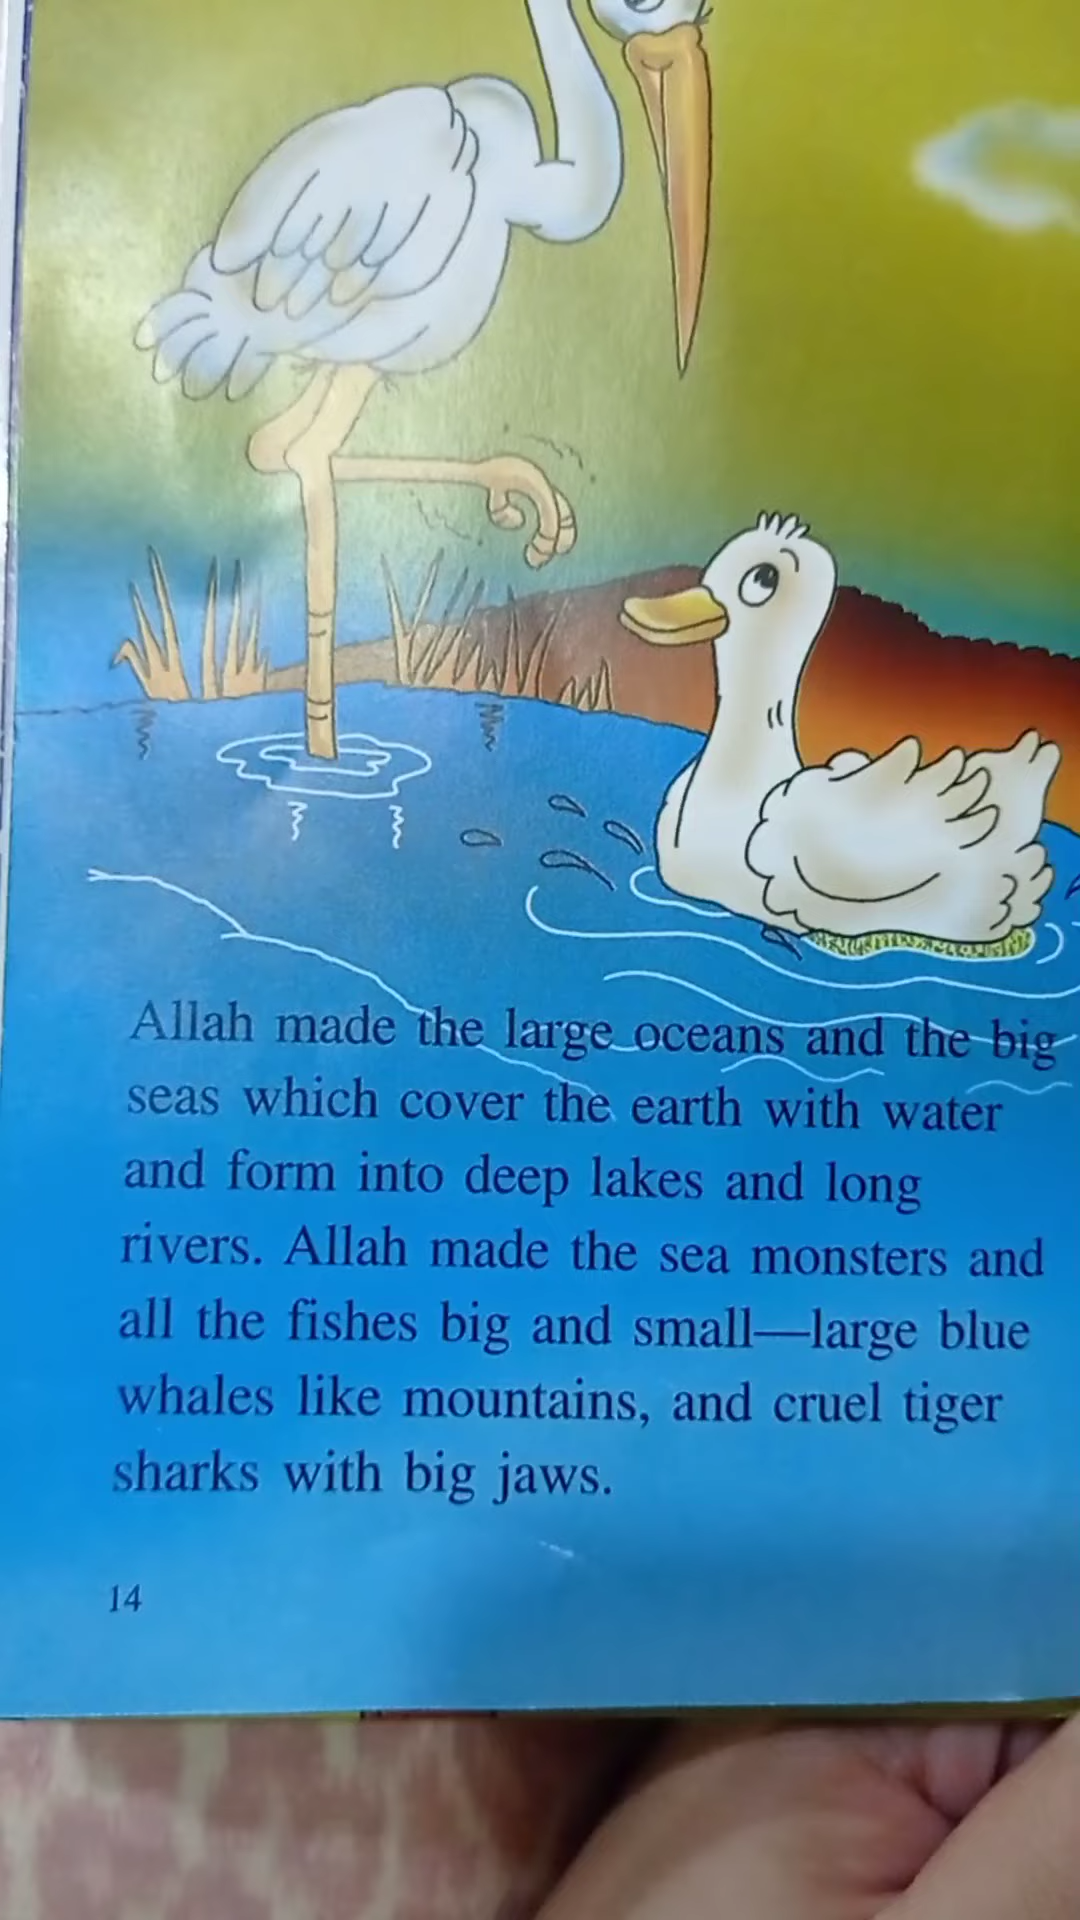 Allah made the large oceans and the big
seas which cover the earth with water
and form into deep lakes and long
rivers. Allah made the sea monsters and
all the fishes big and small—large blue
whales like mountains, and cruel tiger
sharks with big jaws.
14